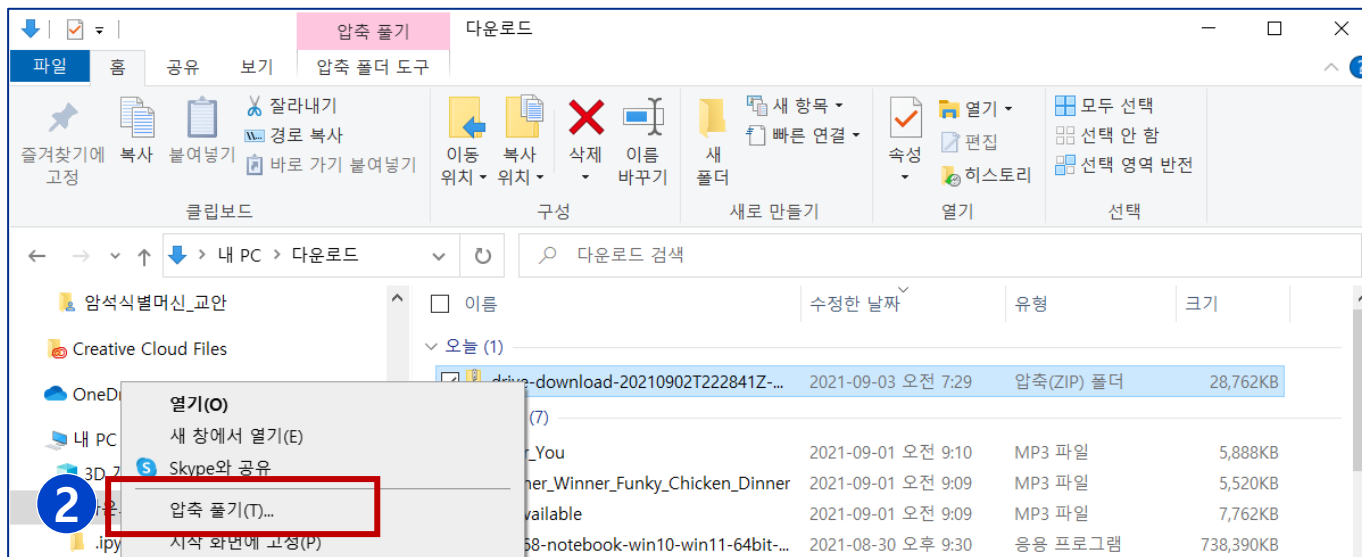 압축 풀기 다운로드
파일 홈 공유 보기 압축 폴더 도구
즐겨찾기에 고정
복사
붙여넣기
잘라내기
경로 복사
바로 가기 붙여넣기
이동 위치
복사 위치
삭제
이름 바꾸기
새 폴더
새 항목
빠른 연결
속성
열기
편집
히스토리
모두 선택
선택 안 함
선택 영역 반전
클립보드 구성 새로 만들기 열기 선택
내 PC > 다운로드 다운로드 검색
암석식별머신_교안
Creative Cloud Files
내 PC
이름 수정한 날짜 유형 크기
오늘 (1)
drive-download-20210902T222841Z-... 2021-09-03 오전 7:29 압축(ZIP) 폴더 28,762KB
(7)
_You 2021-09-01 오전 9:10 MP3 파일 5,888KB
ner_Winner_Funky_Chicken_Dinner 2021-09-01 오전 9:09 MP3 파일 5,520KB
2021-09-01 오전 9:09 MP3 파일 7,762KB
68-notebook-win10-win11-64bit-... 2021-08-30 오후 9:30 응용 프로그램 738,390KB
열기(O)
새 창에서 열기(E)
S Skype와 공유
2 압축 풀기(T)...
시작 화면에 고정(P)